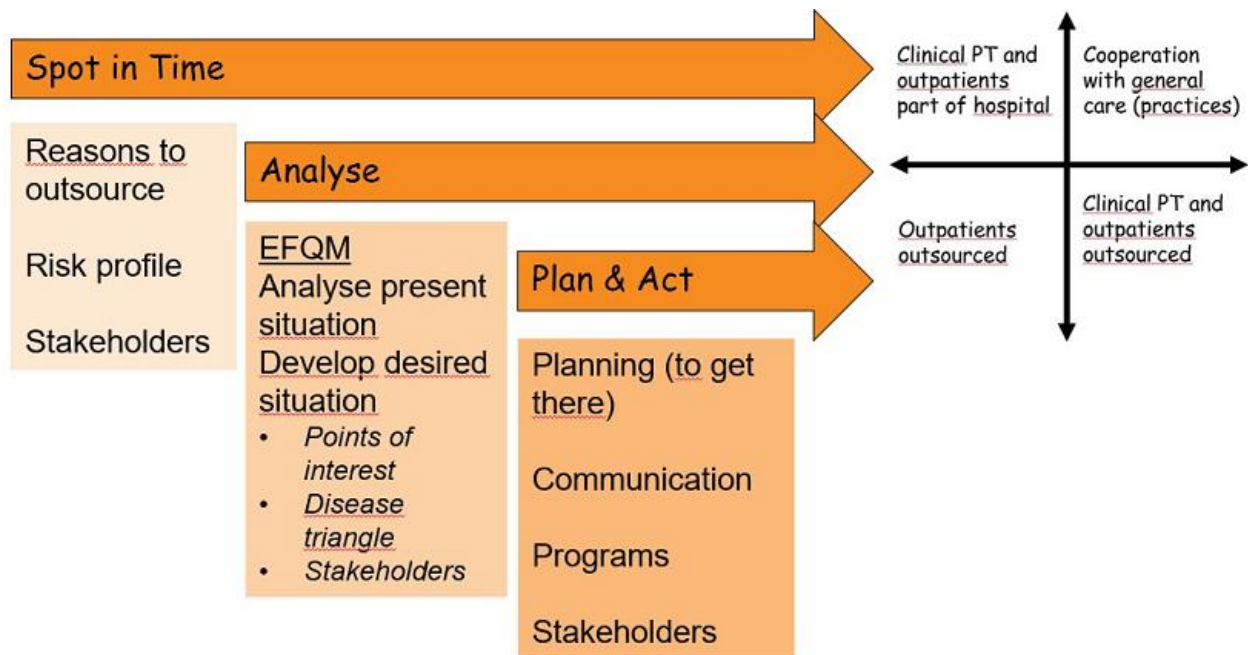 Spot in Time
Reasons to
outsource
Risk profile
Stakeholders
Analyse
EFQM
Analyse present
situation
Develop desired
situation
• Points of
interest
• Disease
triangle
• Stakeholders
Plan & Act
Planning (to get
there)
Communication
Programs
Stakeholders
Clinical PT and
outpatients
part of hospital
Cooperation
with general
care (practices)
Outpatients
outsourced
Clinical PT and
outpatients
outsourced